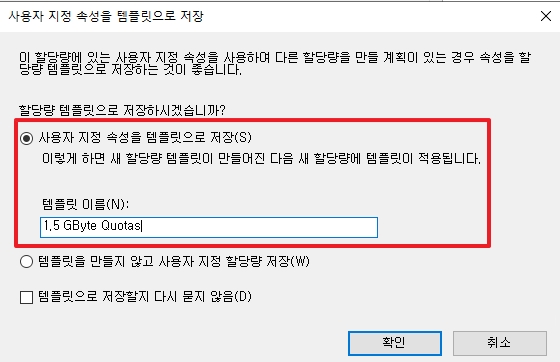 사용자 지정 속성을 템플릿으로 저장
이 할당량에 있는 사용자 지정 속성을 사용하여 다른 할당량을 만들 계획이 있는 경우 속성을 할
당량 템플릿으로 저장하는 것이 좋습니다.
할당량 템플릿으로 저장하시겠습니까?
사용자 지정 속성을 템플릿으로 저장(S)
이렇게 하면 새 할당량 템플릿이 만들어진 다음 새 할당량에 템플릿이 적용됩니다.
템플릿 이름(N):
1.5 GByte Quotas
템플릿을 만들지 않고 사용자 지정 할당량 저장(W)
템플릿으로 저장할지 다시 묻지 않음(D)
확인 취소